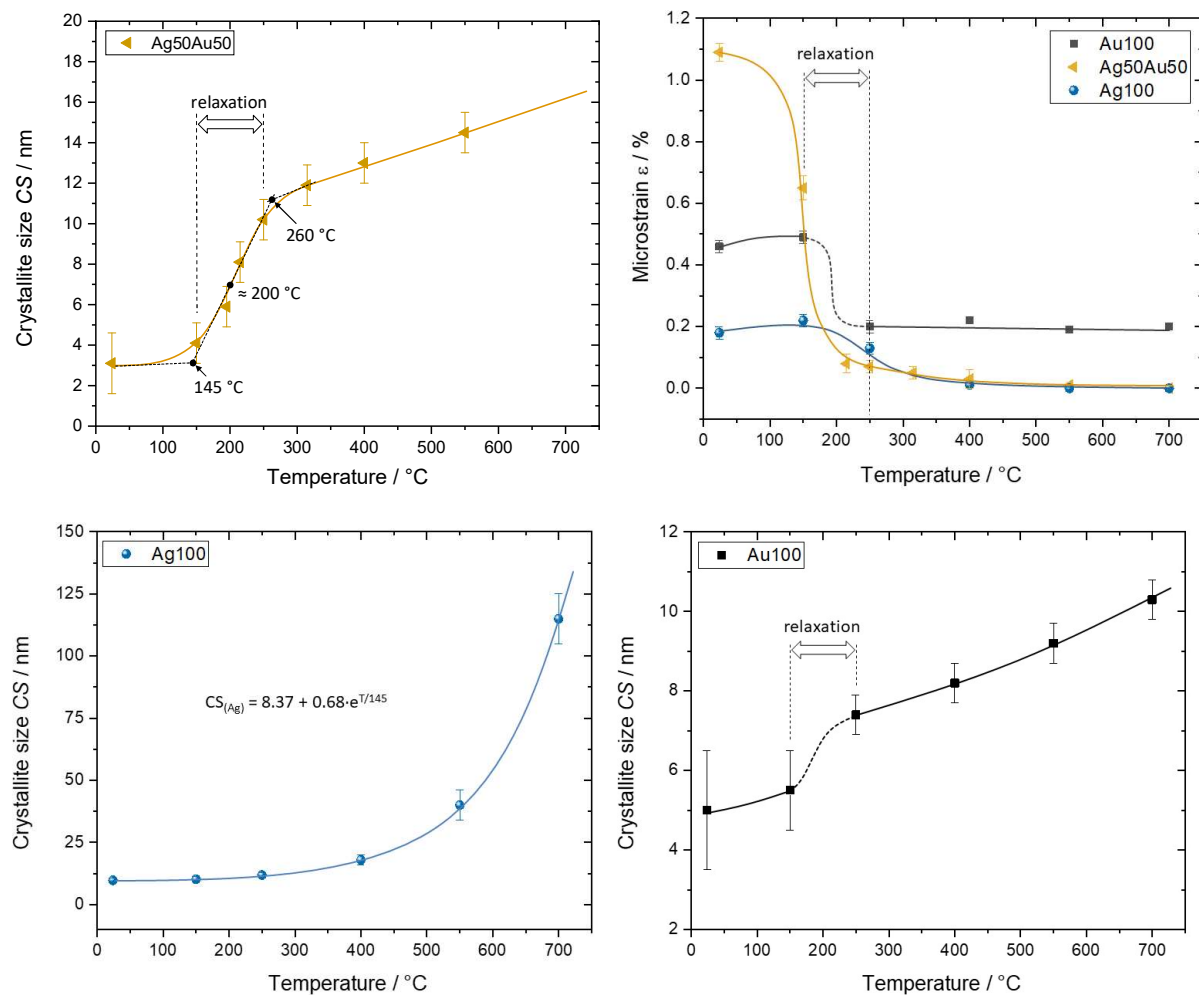 Ag50Au50
relaxation
260 °C
≈ 200 °C
145 °C
Crystallite size CS / nm
0 2 4 6 8 10 12 14 16 18 20
0 100 200 300 400 500 600 700
Temperature / °C
Au100
Ag50Au50
Ag100
relaxation
Microstrain ε / %
0.0 0.2 0.4 0.6 0.8 1.0 1.2
0 100 200 300 400 500 600 700
Temperature / °C
Ag100
CS(Ag) = 8.37 + 0.68·e^T/145
Crystallite size CS / nm
0 25 50 75 100 125 150
0 100 200 300 400 500 600 700
Temperature / °C
Au100
relaxation
Crystallite size CS / nm
2 4 6 8 10 12
0 100 200 300 400 500 600 700
Temperature / °C